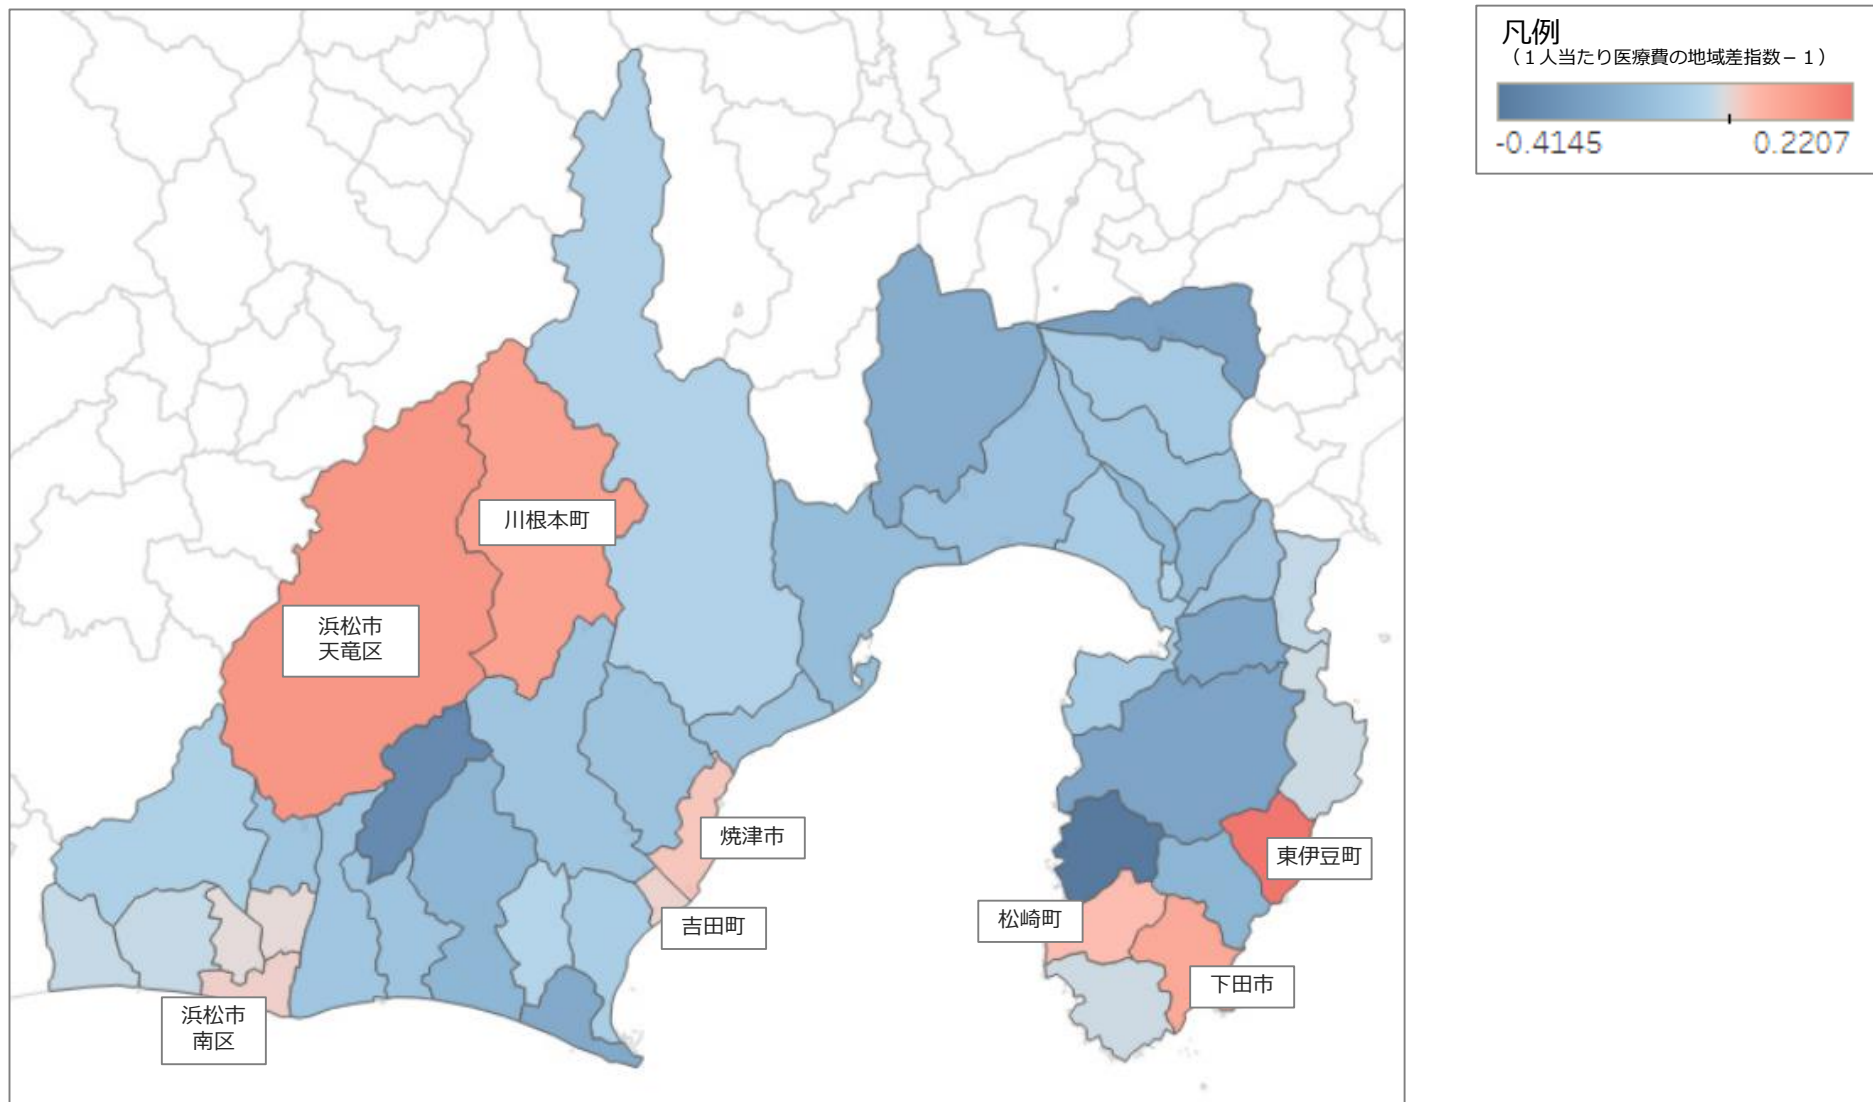 凡例
（１人当たり医療費の地域差指数－１）
-0.4145
0.2207
川根本町
浜松市
天竜区
焼津市
東伊豆町
吉田町
松崎町
下田市
浜松市
南区